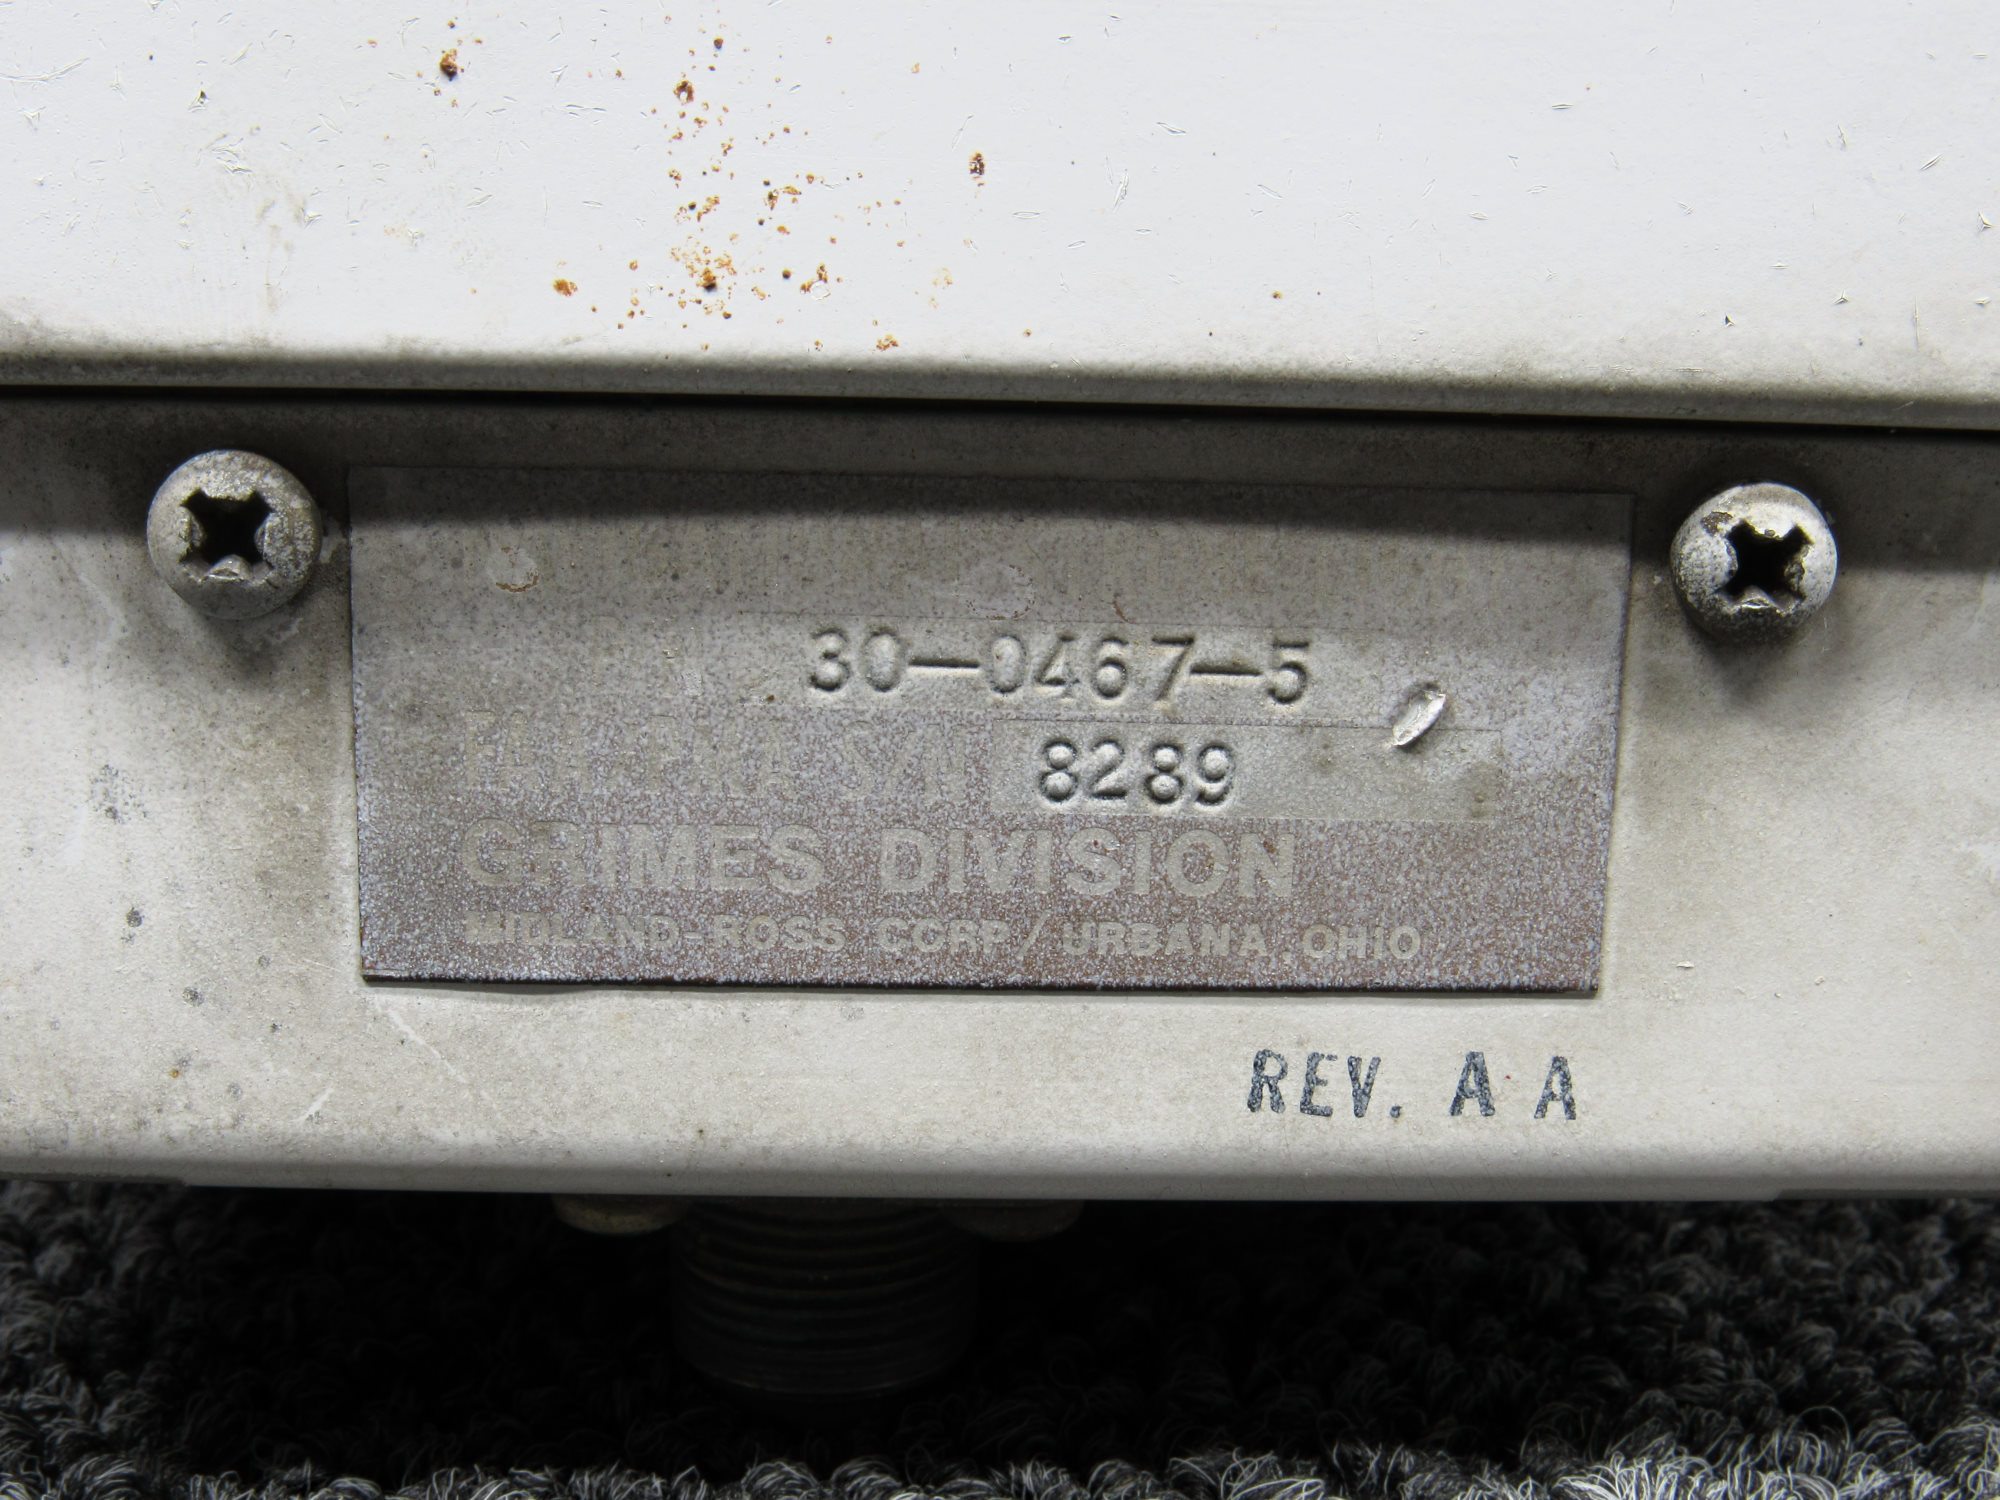 30-0467-5
S/N 8289
GRIMES DIVISION
MIDLAND-ROSS CORP/URBANA, OHIO
REV. A A